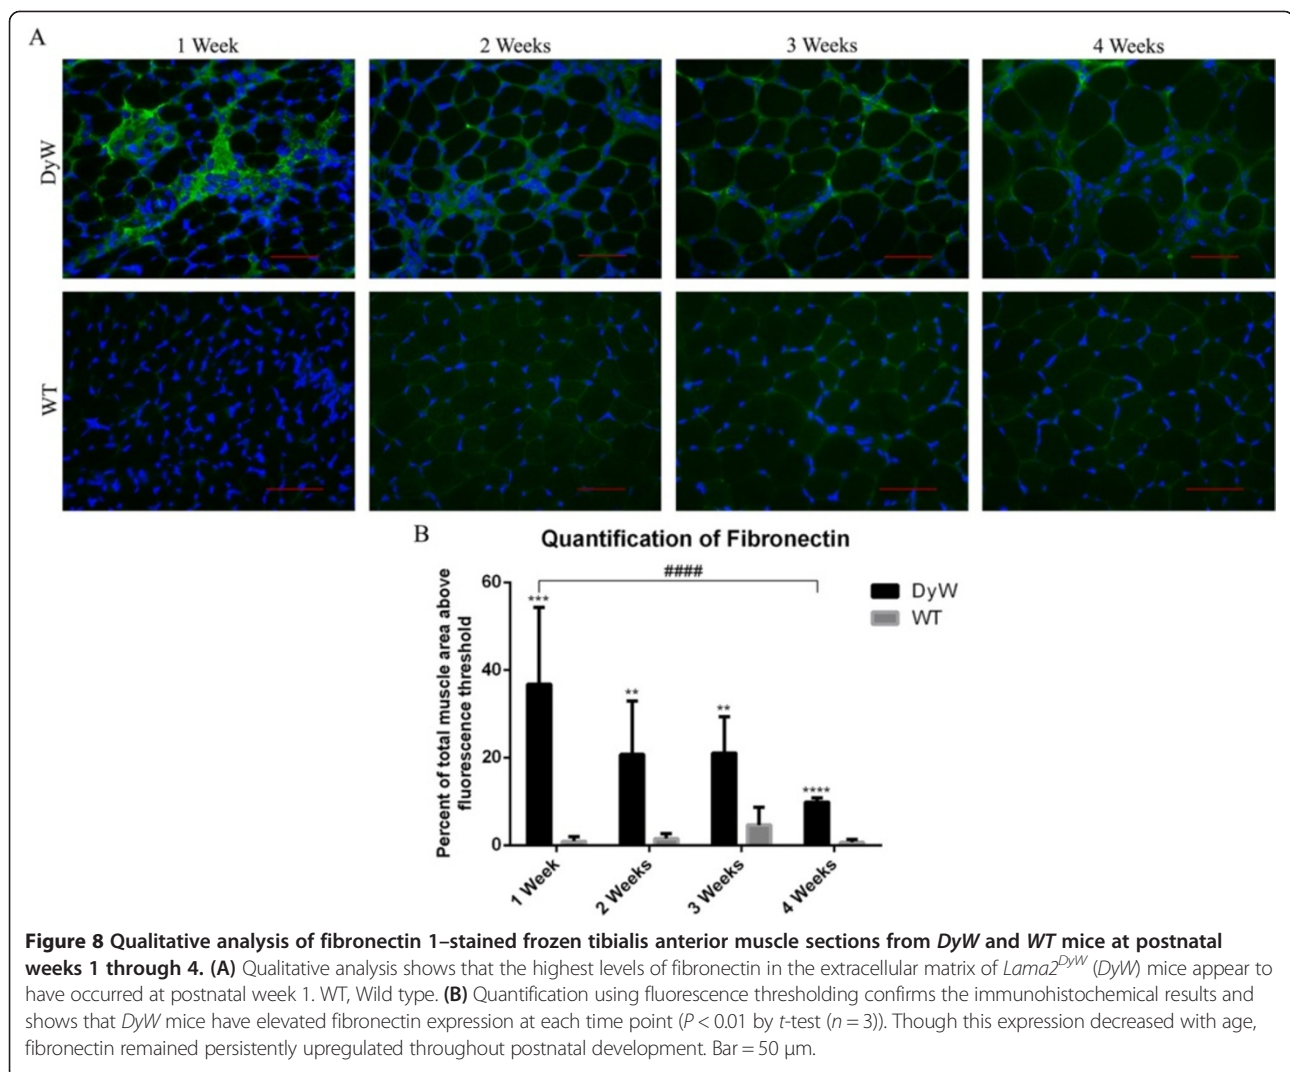 A
1 Week
2 Weeks
3 Weeks
4 Weeks
DyW
WT
B
Quantification of Fibronectin
####
60
40
20
0
Percent of total muscle area above
fluorescence threshold
***
**
**
****
DyW
WT
1 Week
2 Weeks
3 Weeks
4 Weeks
Figure 8 Qualitative analysis of fibronectin 1–stained frozen tibialis anterior muscle sections from DyW and WT mice at postnatal
weeks 1 through 4. (A) Qualitative analysis shows that the highest levels of fibronectin in the extracellular matrix of Lama2DyW (DyW) mice appear to
have occurred at postnatal week 1. WT, Wild type. (B) Quantification using fluorescence thresholding confirms the immunohistochemical results and
shows that DyW mice have elevated fibronectin expression at each time point (P < 0.01 by t-test (n = 3)). Though this expression decreased with age,
fibronectin remained persistently upregulated throughout postnatal development. Bar = 50 μm.